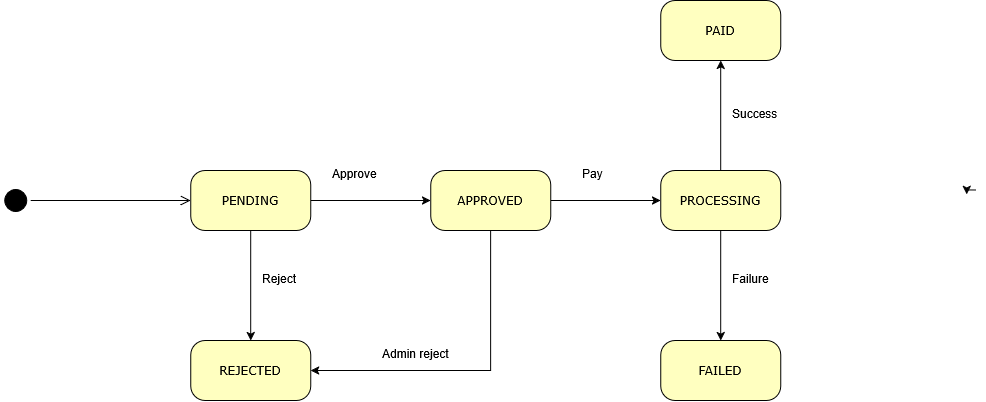 PAID
Success
Approve
Pay
PENDING
APPROVED
PROCESSING
Reject
Failure
Admin reject
REJECTED
FAILED